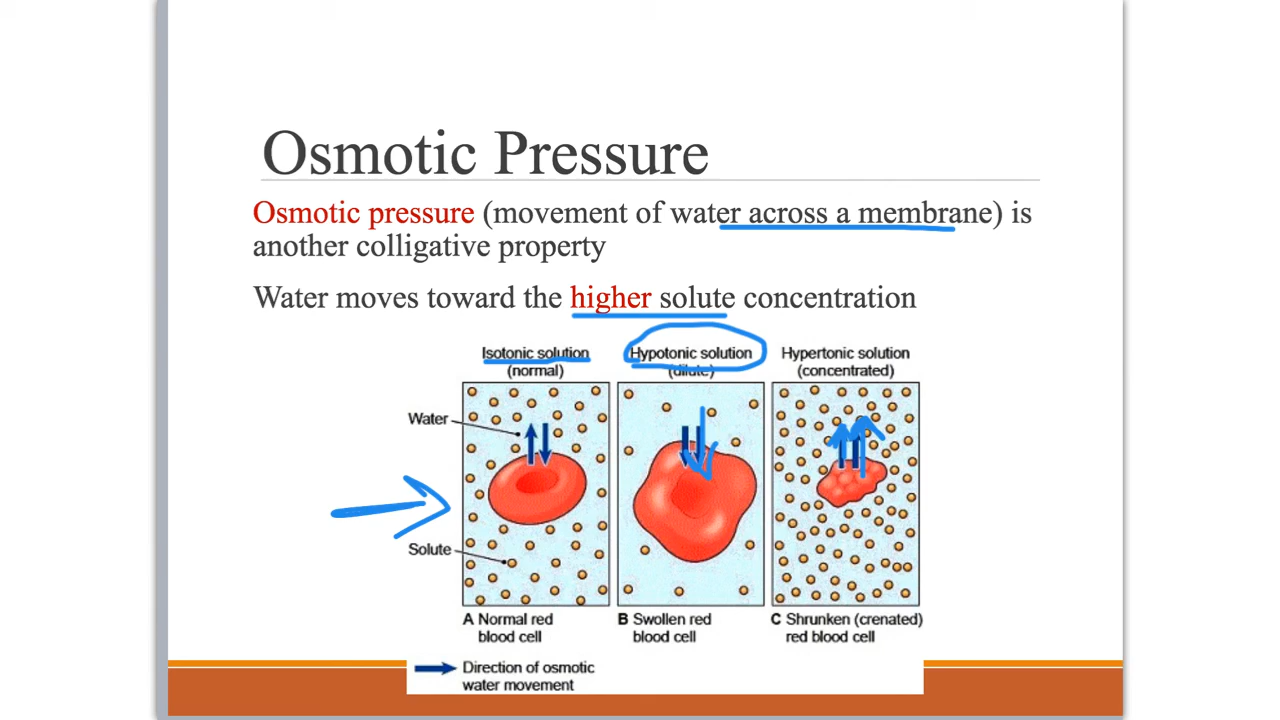 Osmotic Pressure
Osmotic pressure (movement of water across a membrane) is
another colligative property
Water moves toward the higher solute concentration
Isotonic solution
(normal)
Hypotonic solution
(dilute)
Hypertonic solution
(concentrated)
Water
Solute
A Normal red
blood cell
B Swollen red
blood cell
C Shrunken (crenated)
red blood cell
Direction of osmotic
water movement